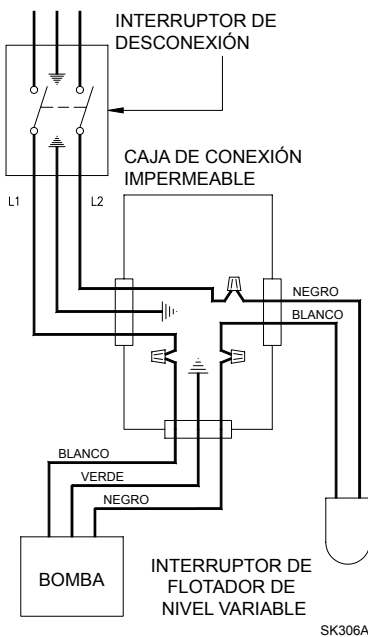 INTERRUPTOR DE
DESCONEXIÓN
CAJA DE CONEXIÓN
IMPERMEABLE
L1
L2
NEGRO
BLANCO
BLANCO
VERDE
NEGRO
BOMBA
INTERRUPTOR DE
FLOTADOR DE
NIVEL VARIABLE
SK306A